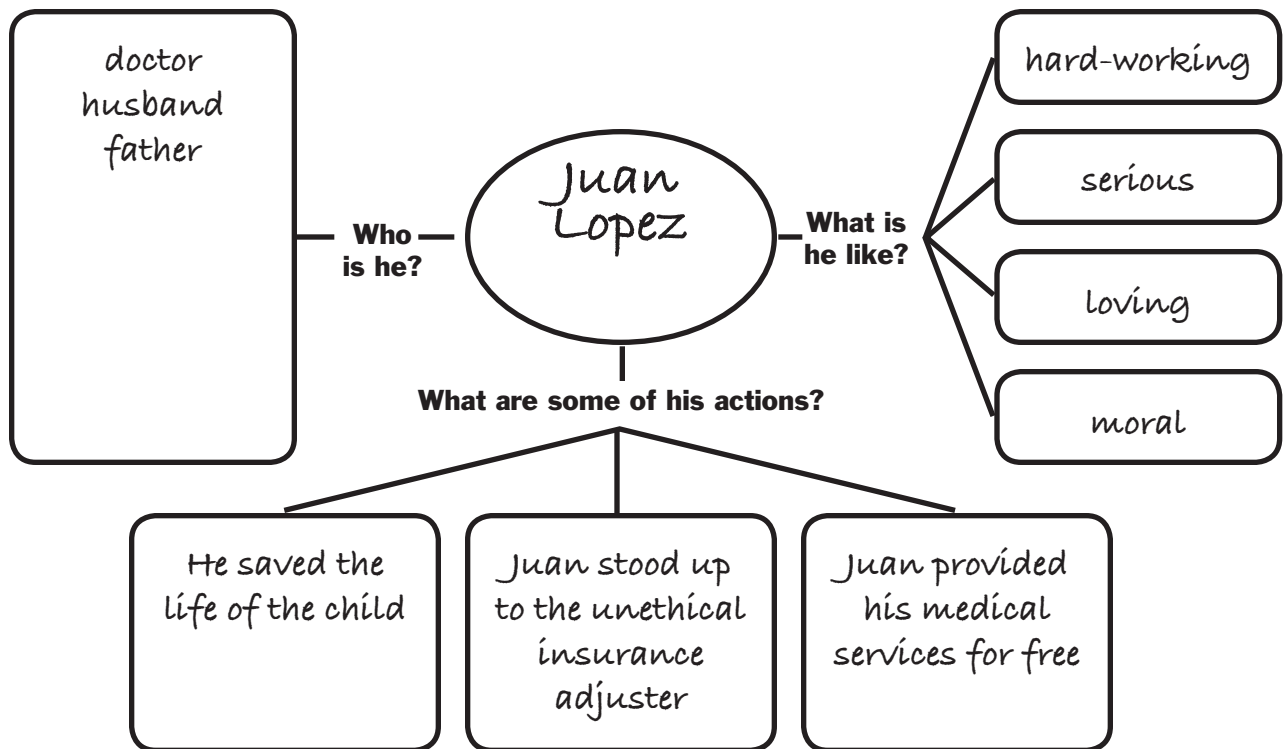 doctor
husband
father
Who
is he?
Juan
Lopez
What is
he like?
hard-working
serious
loving
moral
What are some of his actions?
He saved the
life of the child
Juan stood up
to the unethical
insurance
adjuster
Juan provided
his medical
services for free